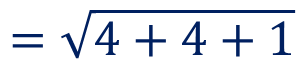 = √4 + 4 + 1